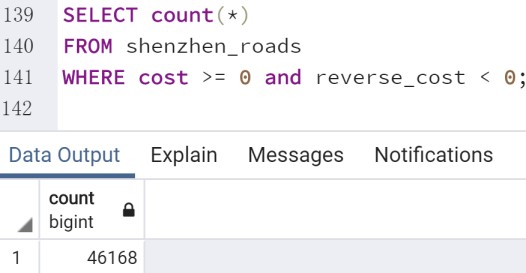 139 SELECT count(*)
140 FROM shenzhen_roads
141 WHERE cost >= 0 and reverse_cost < 0;
142
Data Output Explain Messages Notifications
count
bigint
1 46168